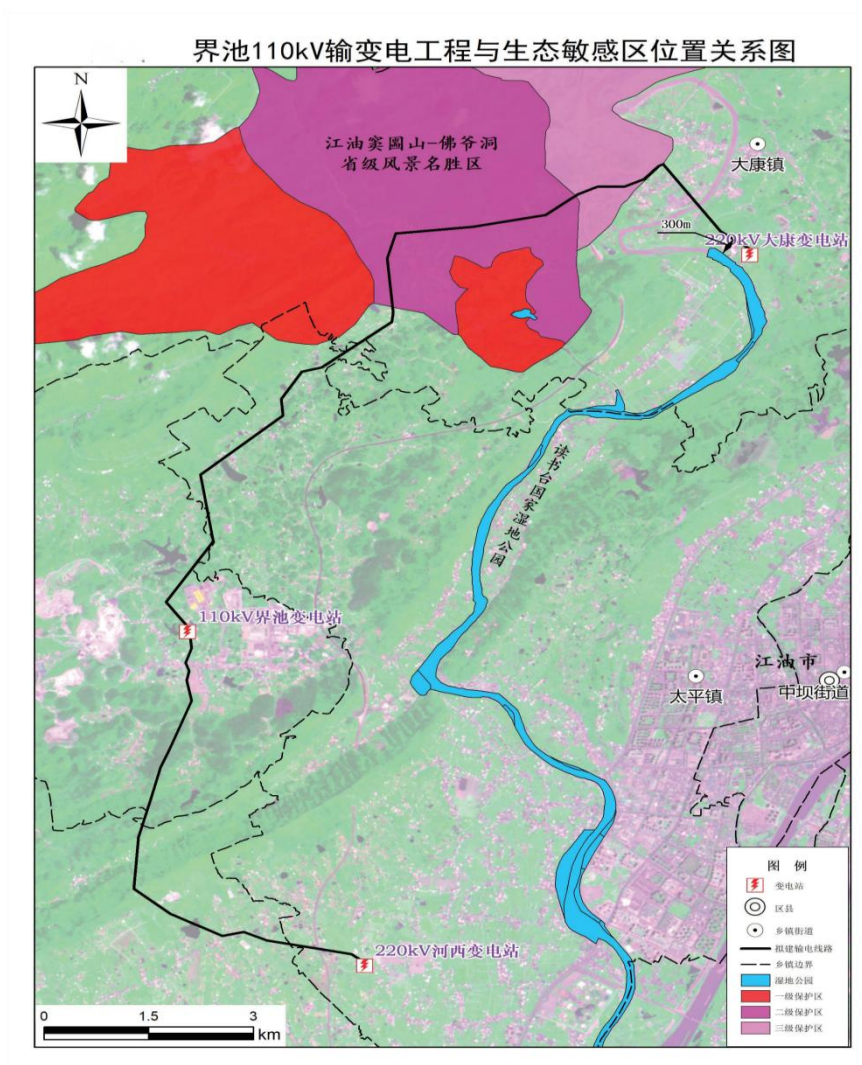 界池110kV输变电工程与生态敏感区位置关系图
N
江油窦圌山-佛爷洞
省级风景名胜区
大康镇
300m
220kV大康变电站
读书台国家湿地公园
110kV界池变电站
江油市
太平镇
中坝街道
220kV河西变电站
图 例
变电站
区县
乡镇街道
拟建输电线路
乡镇边界
湿地公园
一级保护区
二级保护区
三级保护区
0 1.5 3
km